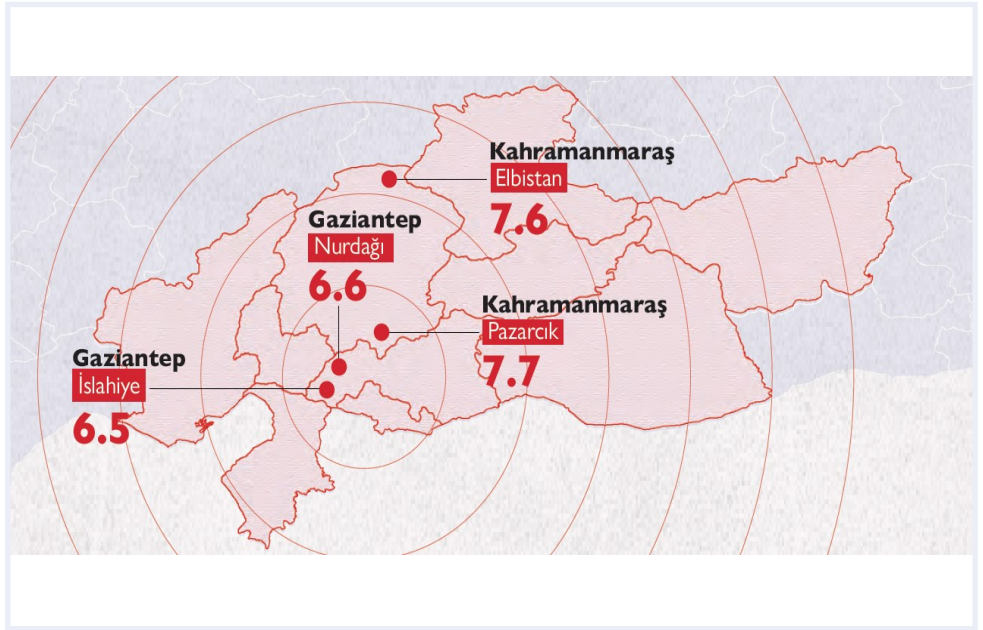 Kahramanmaraş
Elbistan
7.6
Gaziantep
Nurdağı
6.6
Kahramanmaraş
Pazarcık
7.7
Gaziantep
İslahiye
6.5